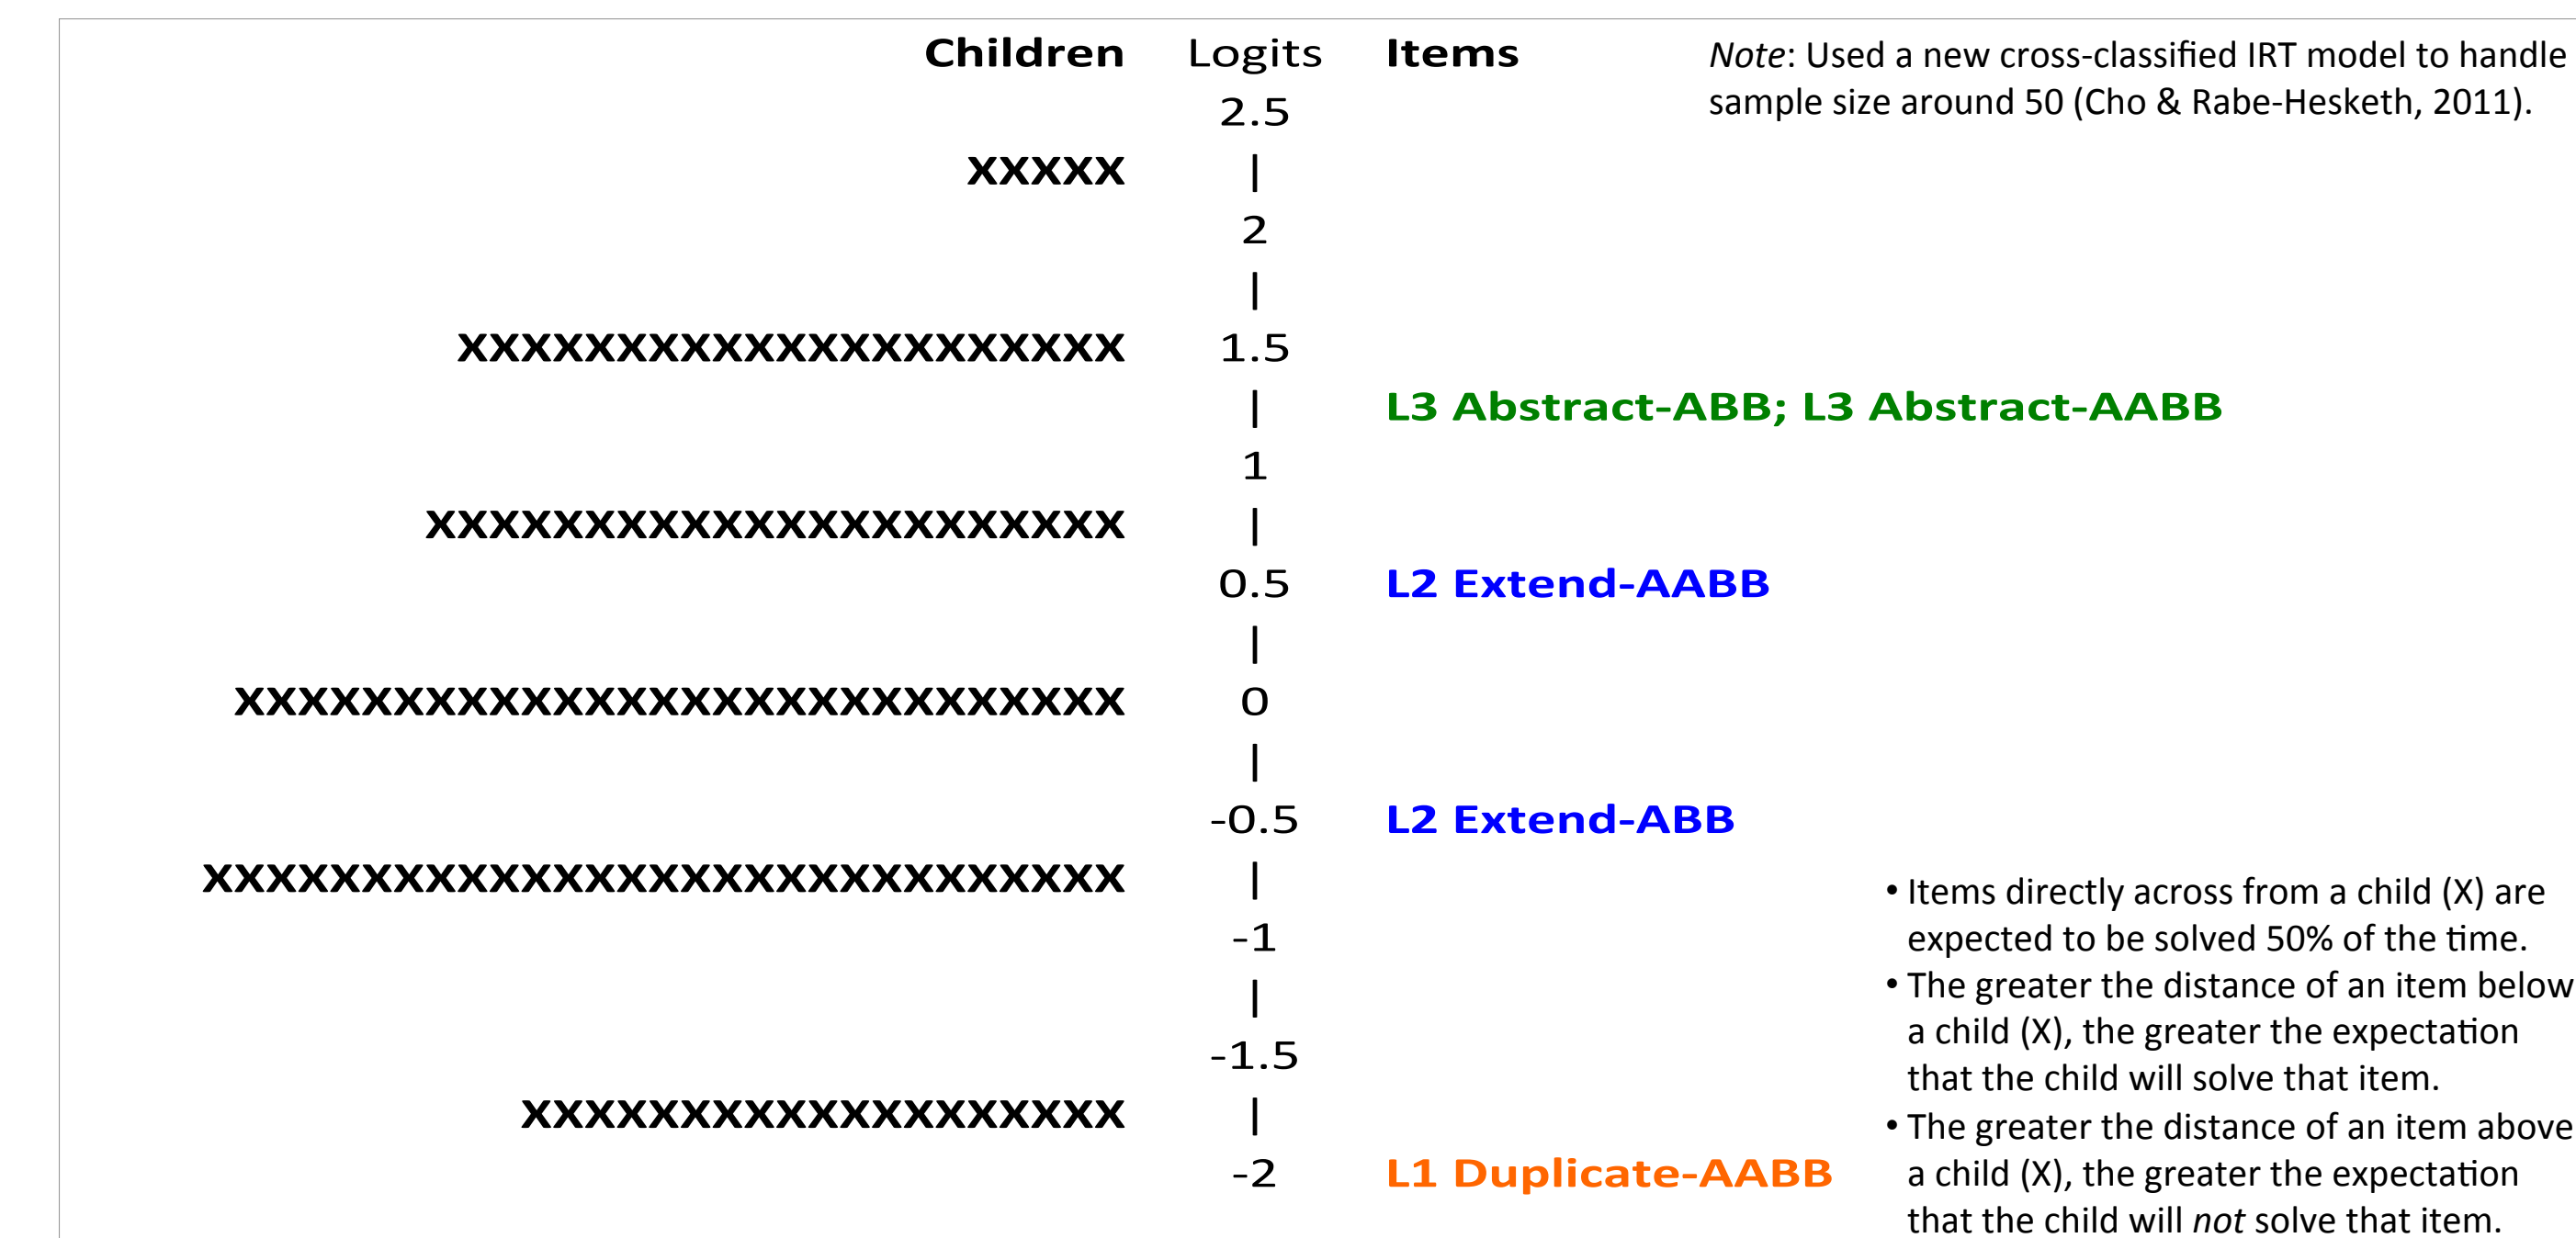 Children Logits Items
Note: Used a new cross-classified IRT model to handle
sample size around 50 (Cho & Rabe-Hesketh, 2011).
2.5
XXXXX |
2
|
XXXXXXXXXXXXXXXXXXXXX 1.5
| L3 Abstract-ABB; L3 Abstract-AABB
1
XXXXXXXXXXXXXXXXXXXXXX |
0.5 L2 Extend-AABB
|
XXXXXXXXXXXXXXXXXXXXXXXXXXXX 0
|
-0.5 L2 Extend-ABB
XXXXXXXXXXXXXXXXXXXXXXXXXXXXX |
-1
|
-1.5
XXXXXXXXXXXXXXXXXXX |
-2 L1 Duplicate-AABB
• Items directly across from a child (X) are
expected to be solved 50% of the time.
• The greater the distance of an item below
a child (X), the greater the expectation
that the child will solve that item.
• The greater the distance of an item above
a child (X), the greater the expectation
that the child will not solve that item.